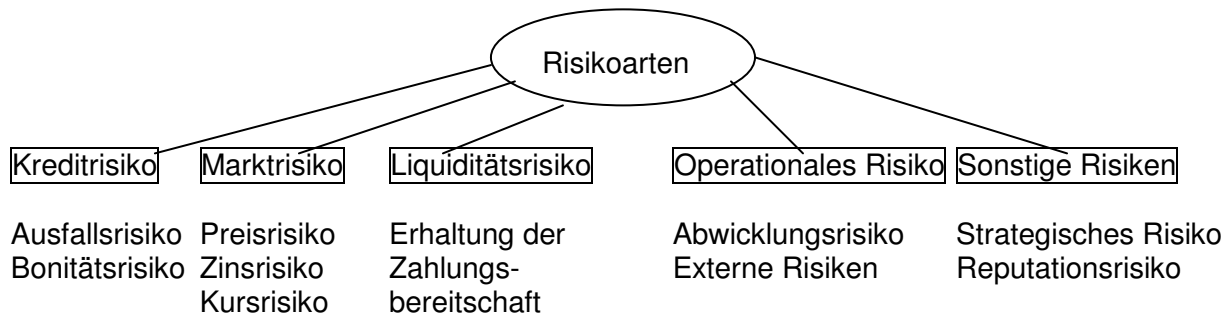 Risikoarten
Kreditrisiko Marktrisiko Liquiditätsrisiko Operationales Risiko Sonstige Risiken
Ausfallsrisiko Preisrisiko Erhaltung der Abwicklungsrisiko Strategisches Risiko
Bonitätsrisiko Zinsrisiko Zahlungs- Externe Risiken Reputationsrisiko
Kursrisiko bereitschaft